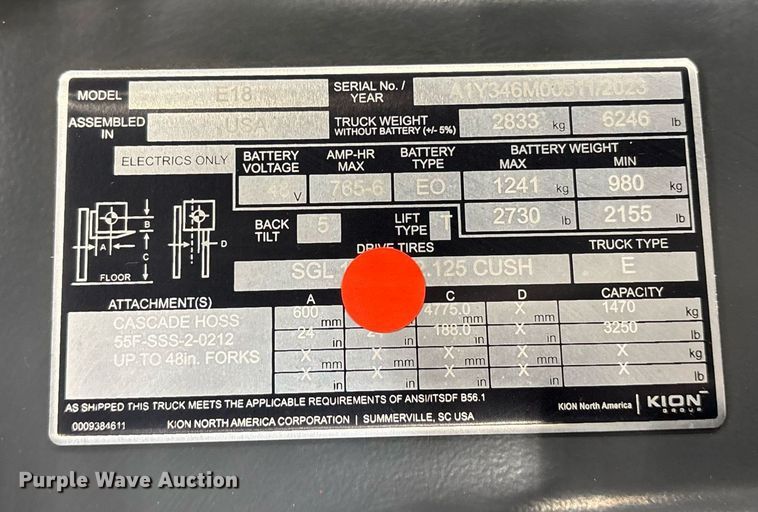 MODEL E18 SERIAL No./ YEAR /2023
ASSEMBLED IN USA TRUCK WEIGHT WITHOUT BATTERY (+/- 5%) 2833 kg 6246 lb
ELECTRICS ONLY BATTERY VOLTAGE AMP-HR MAX BATTERY TYPE BATTERY WEIGHT
MAX MIN
48 V 765-6 EO 1241 kg 980 kg
2730 lb 2155 lb
BACK TILT 5 LIFT TYPE T
DRIVE TIRES TRUCK TYPE
SGL .125 CUSH E
A B C D
FLOOR
ATTACHMENT(S) A C D CAPACITY
CASCADE HOSS 600 mm 4775.0 mm X mm 1470 kg
55F-SSS-2-0212 24 in in 188.0 in X in 3250 lb
UP TO 48in. FORKS X mm X mm X mm X kg
X in X in X in X in X lb
AS SHIPPED THIS TRUCK MEETS THE APPLICABLE REQUIREMENTS OF ANSI/ITSDF B56.1
0009384611 KION NORTH AMERICA CORPORATION | SUMMERVILLE, SC USA KION North America | KION GROUP
Purple Wave Auction